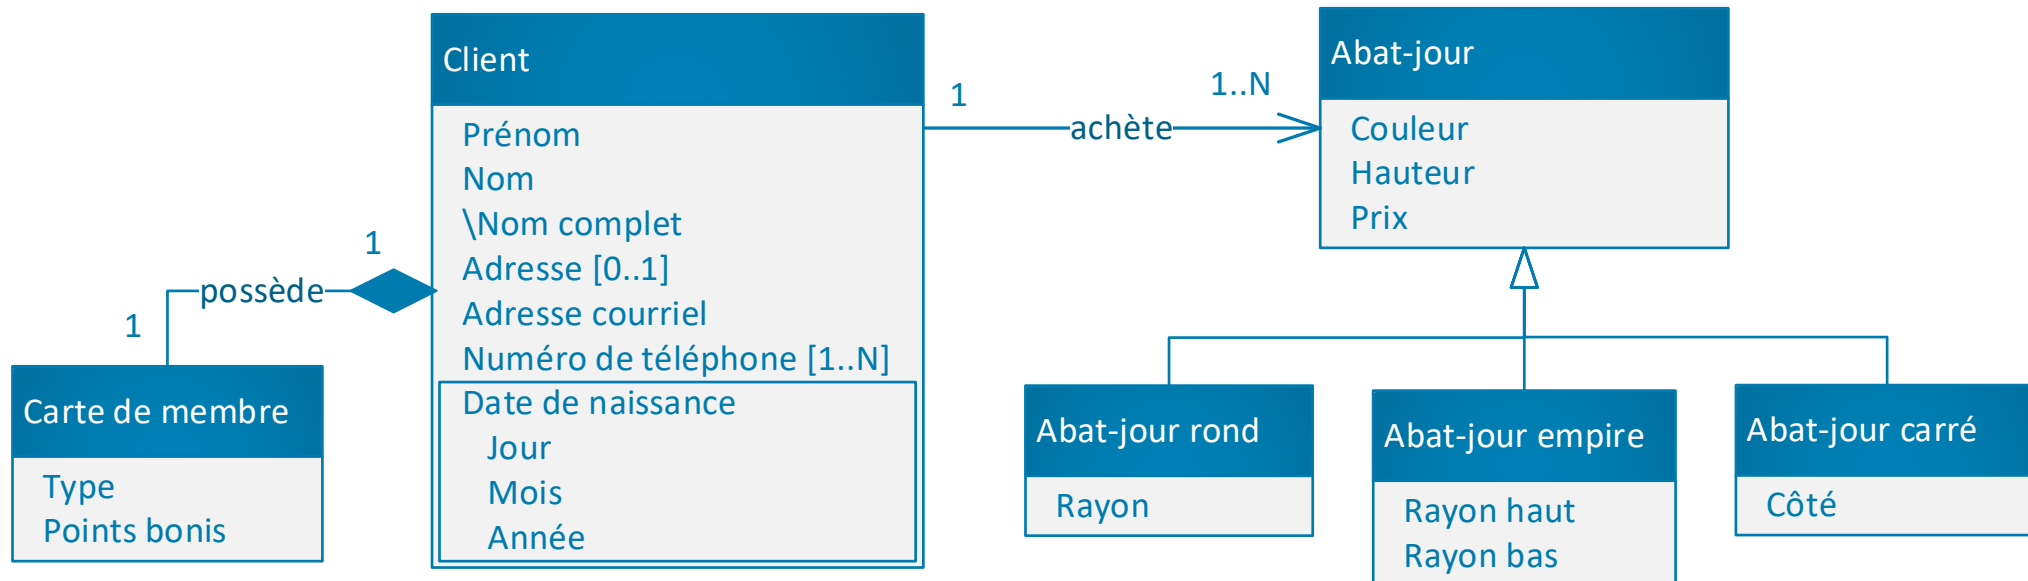 Client
Prénom
Nom
\Nom complet
Adresse [0..1]
Adresse courriel
Numéro de téléphone [1..N]
Date de naissance
Jour
Mois
Année
1
achète
1..N
Abat-jour
Couleur
Hauteur
Prix
1
possède
1
Carte de membre
Type
Points bonis
Abat-jour rond
Rayon
Abat-jour empire
Rayon haut
Rayon bas
Abat-jour carré
Côté